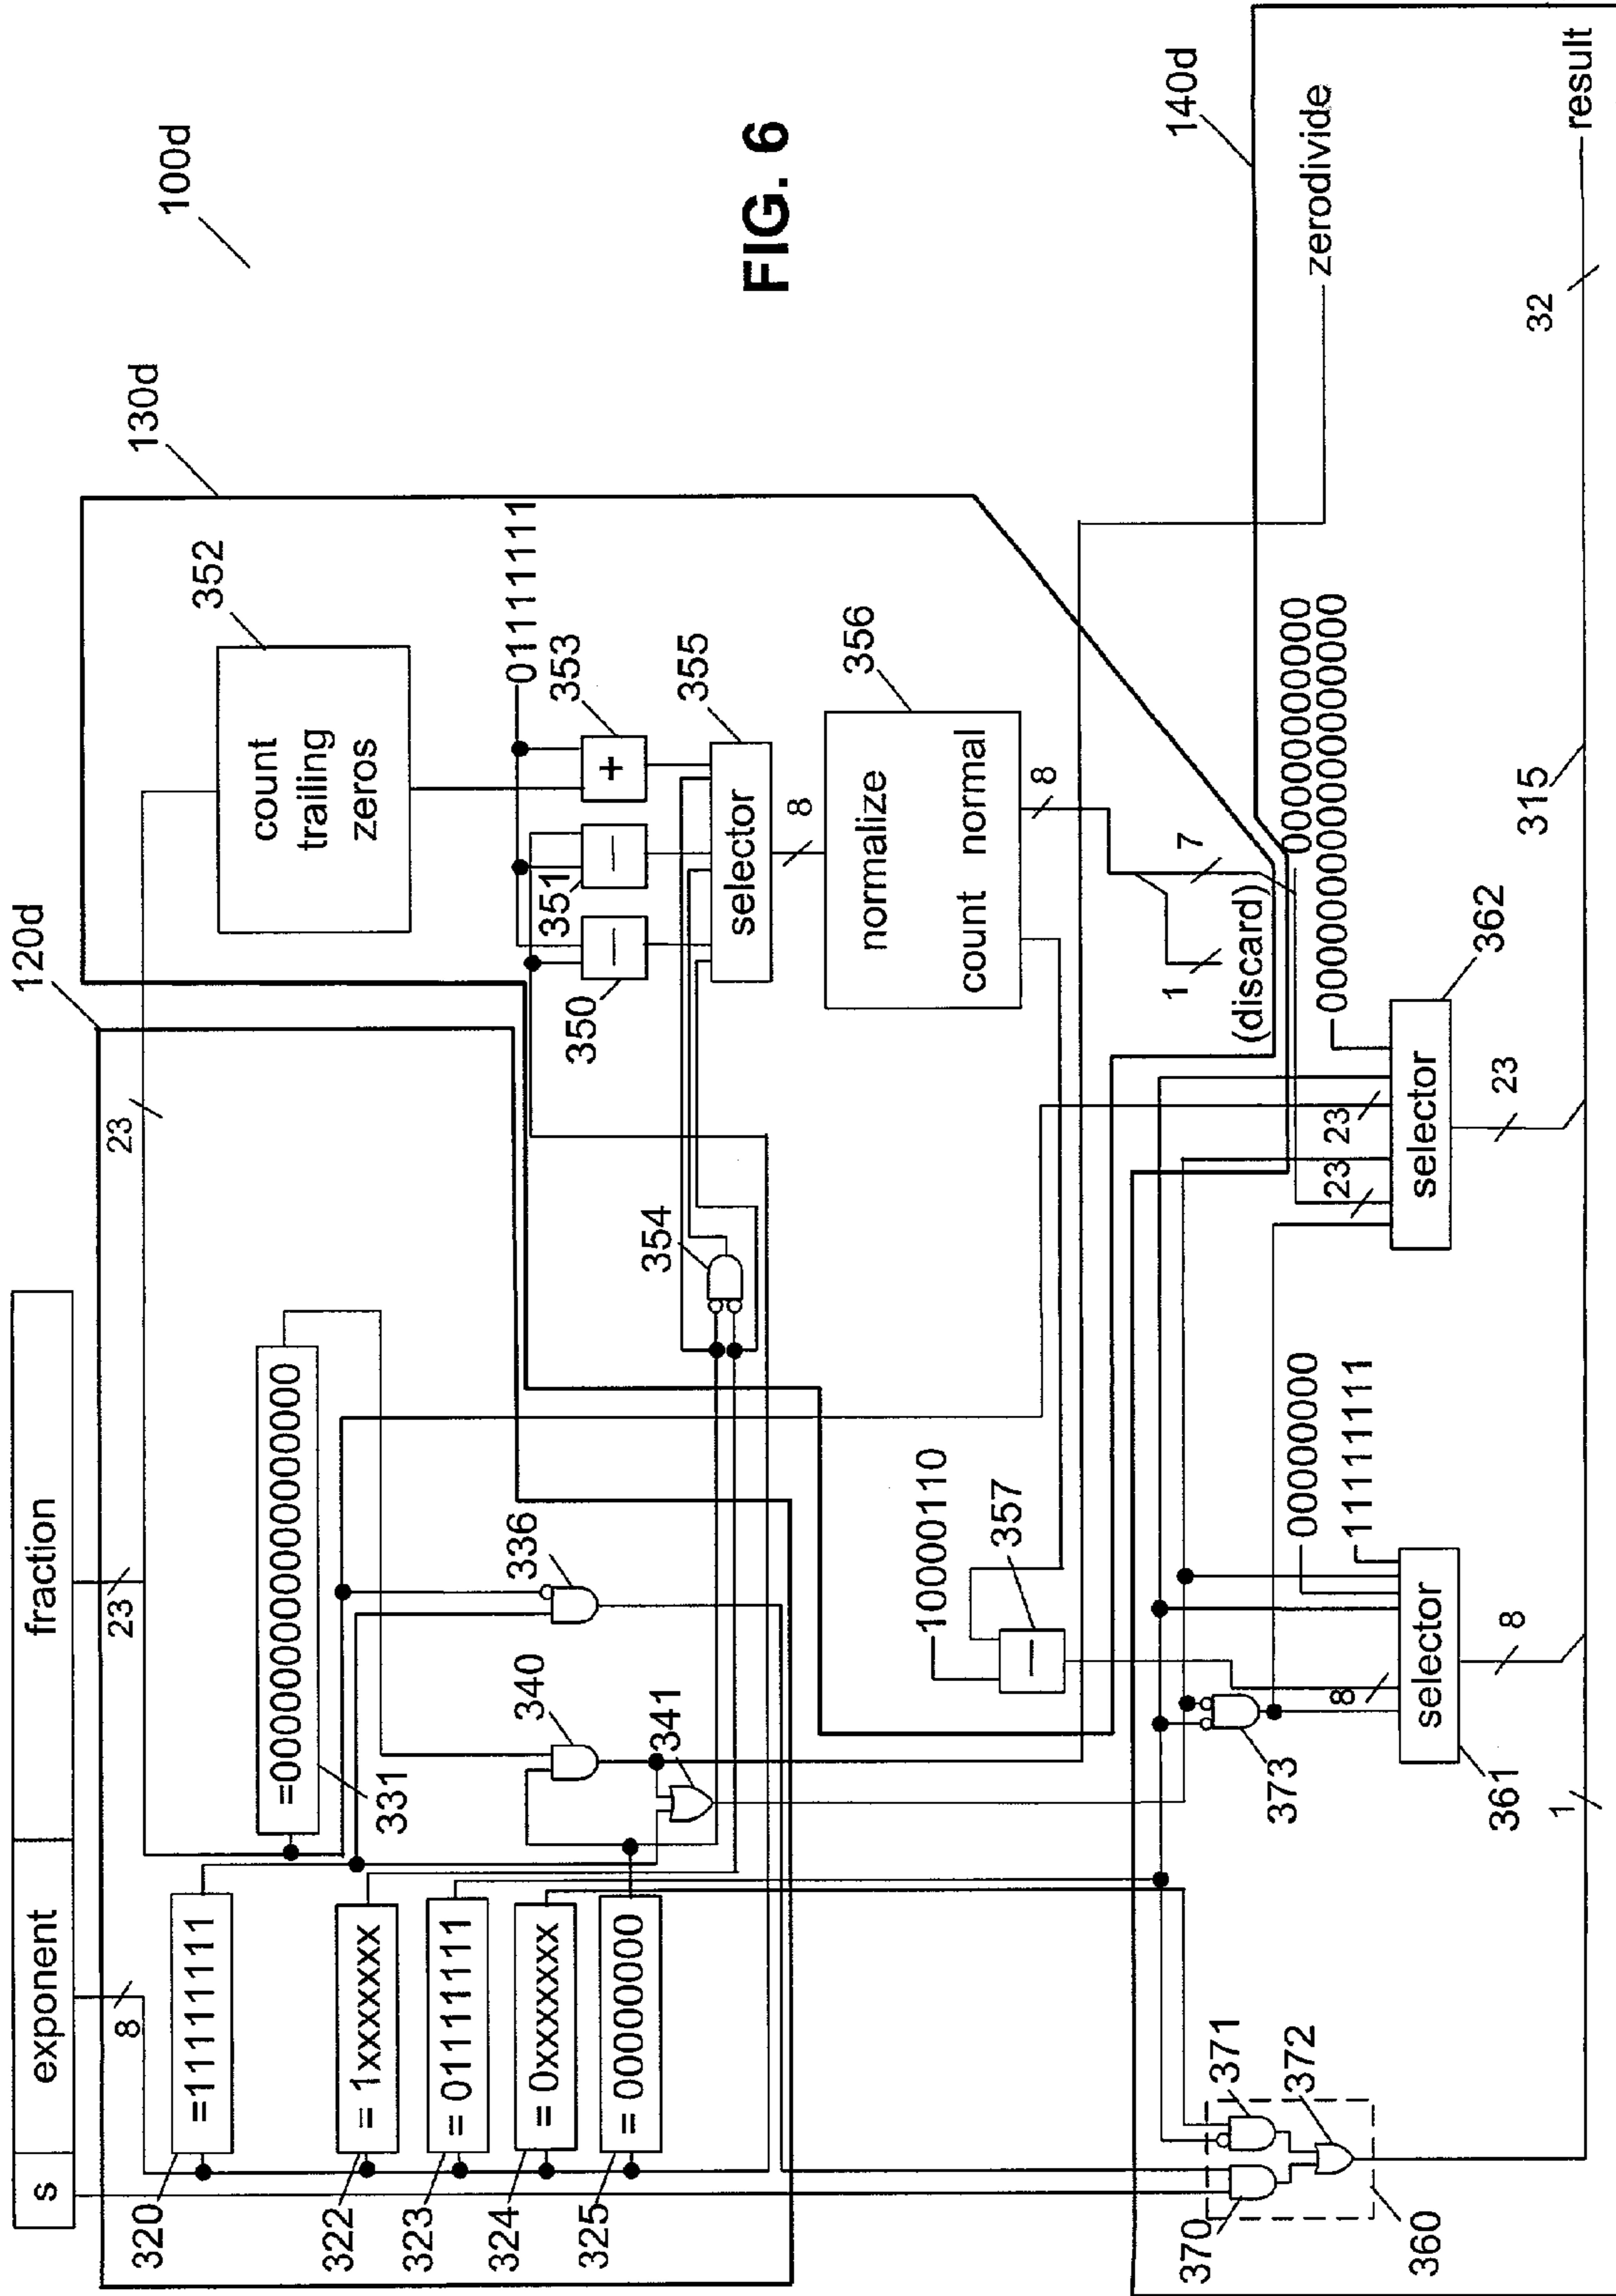 s exponent fraction
8
23
23
120d
130d
100d
320
=11111111
=00000000000000000000000
331
352
count
trailing
zeros
322
= 1xxxxxxx
323
= 01111111
324
= 0xxxxxxx
325
= 00000000
340
336
341
01111111
350
351
353
354
selector
355
8
FIG. 6
normalize
count normal
356
10000110
357
8
1
7
(discard)
140d
370
371
372
360
373
00000000
11111111
8
selector
361
8
23
23
0000000000000000
00000000000000000000000
selector
362
23
zerodivide
1
315
32
result